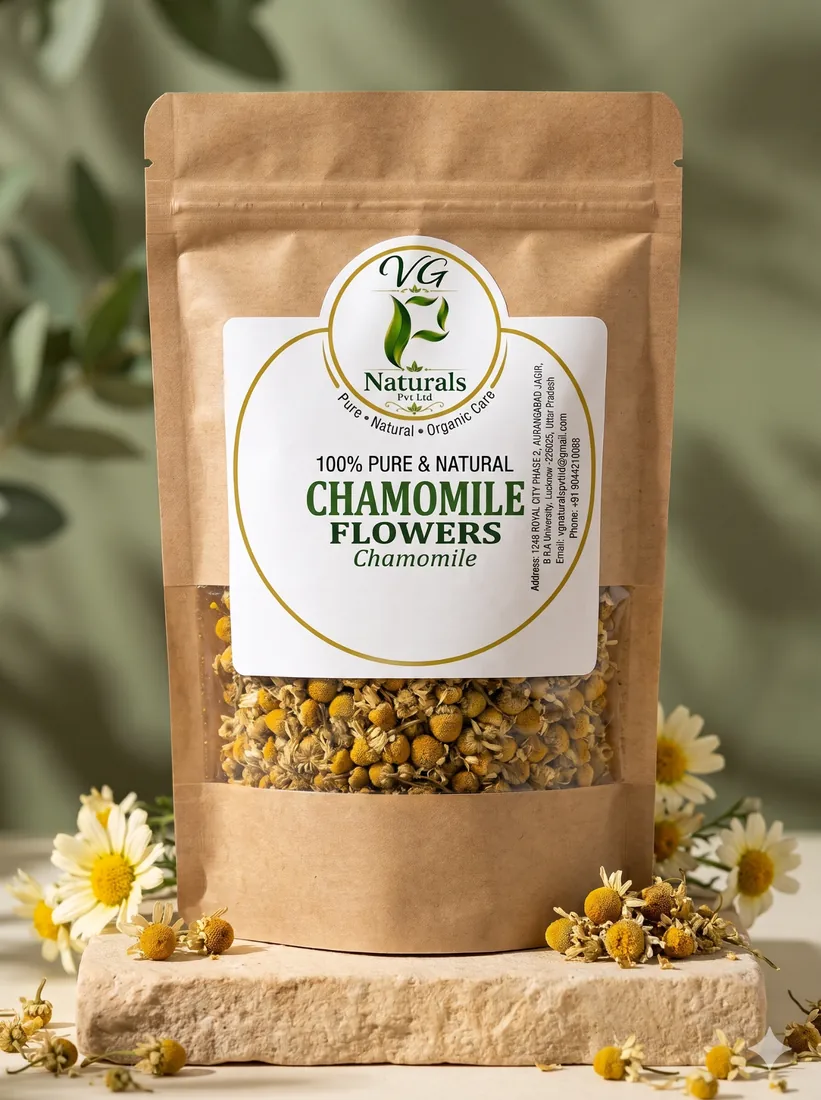 VG
Naturals
Pvt Ltd
Pure • Natural • Organic Care
100% PURE & NATURAL
CHAMOMILE
FLOWERS
Chamomile
Address: 1248 ROYAL CITY PHASE 2, AURANGABAD JAGIR,
B R.A University. Lucknow -226025, Uttar Pradesh
Email: vgnaturalspvtltd@gmail.com
Phone: +91 9044210088